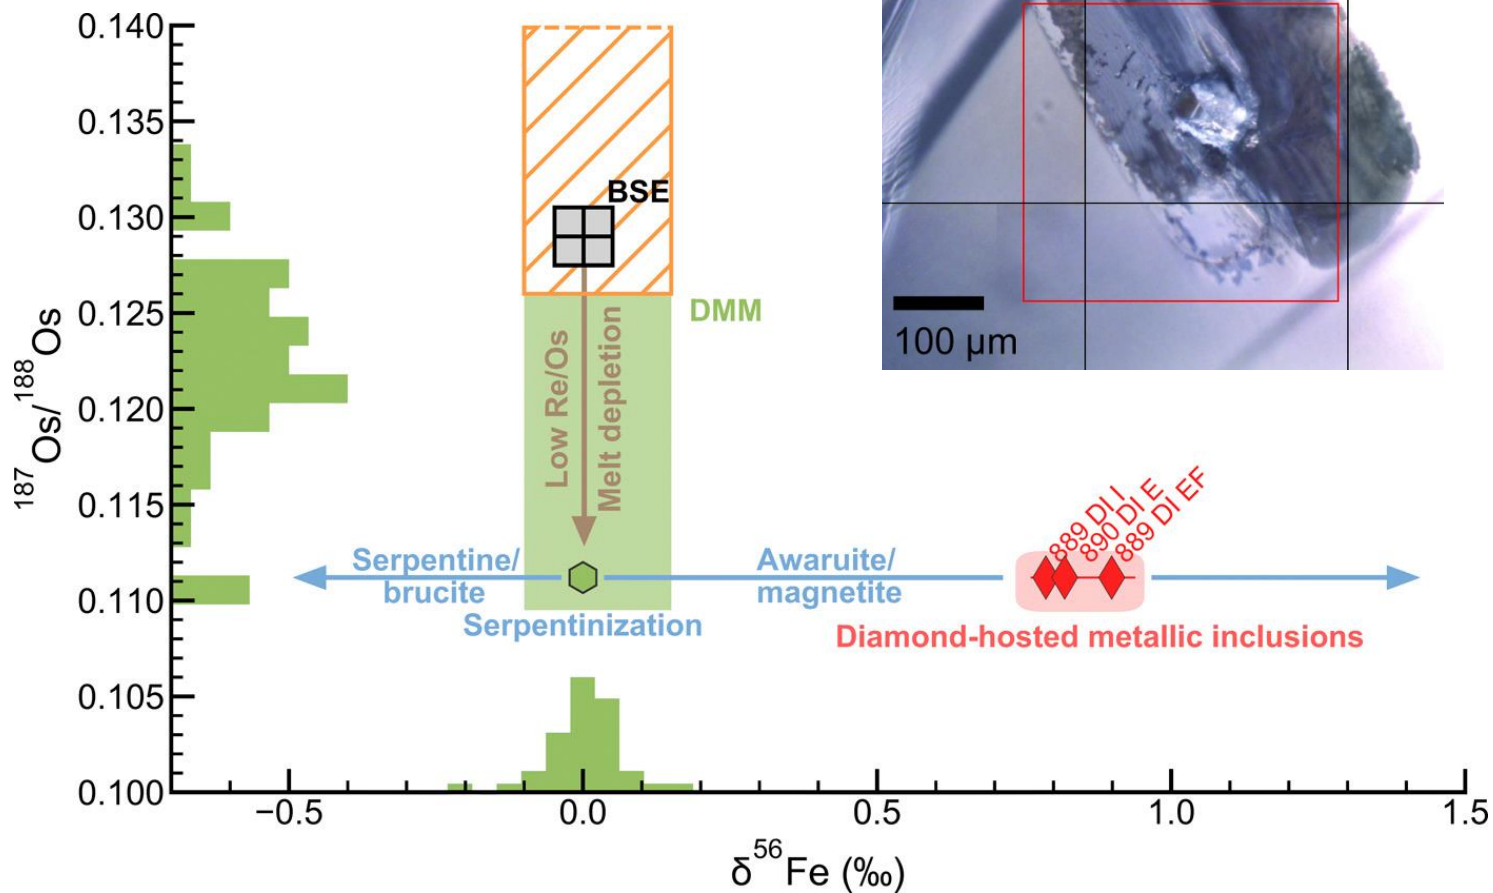 0.140
0.135
0.130
0.125
0.120
0.115
0.110
0.105
0.100
187Os/188Os
BSE
DMM
Low Re/Os
Melt depletion
Serpentine/
brucite
Awaruite/
magnetite
Serpentinization
889 DI I
890 DI E
889 DI EF
Diamond-hosted metallic inclusions
100 μm
−0.5
0.0
0.5
1.0
1.5
δ56Fe (‰)